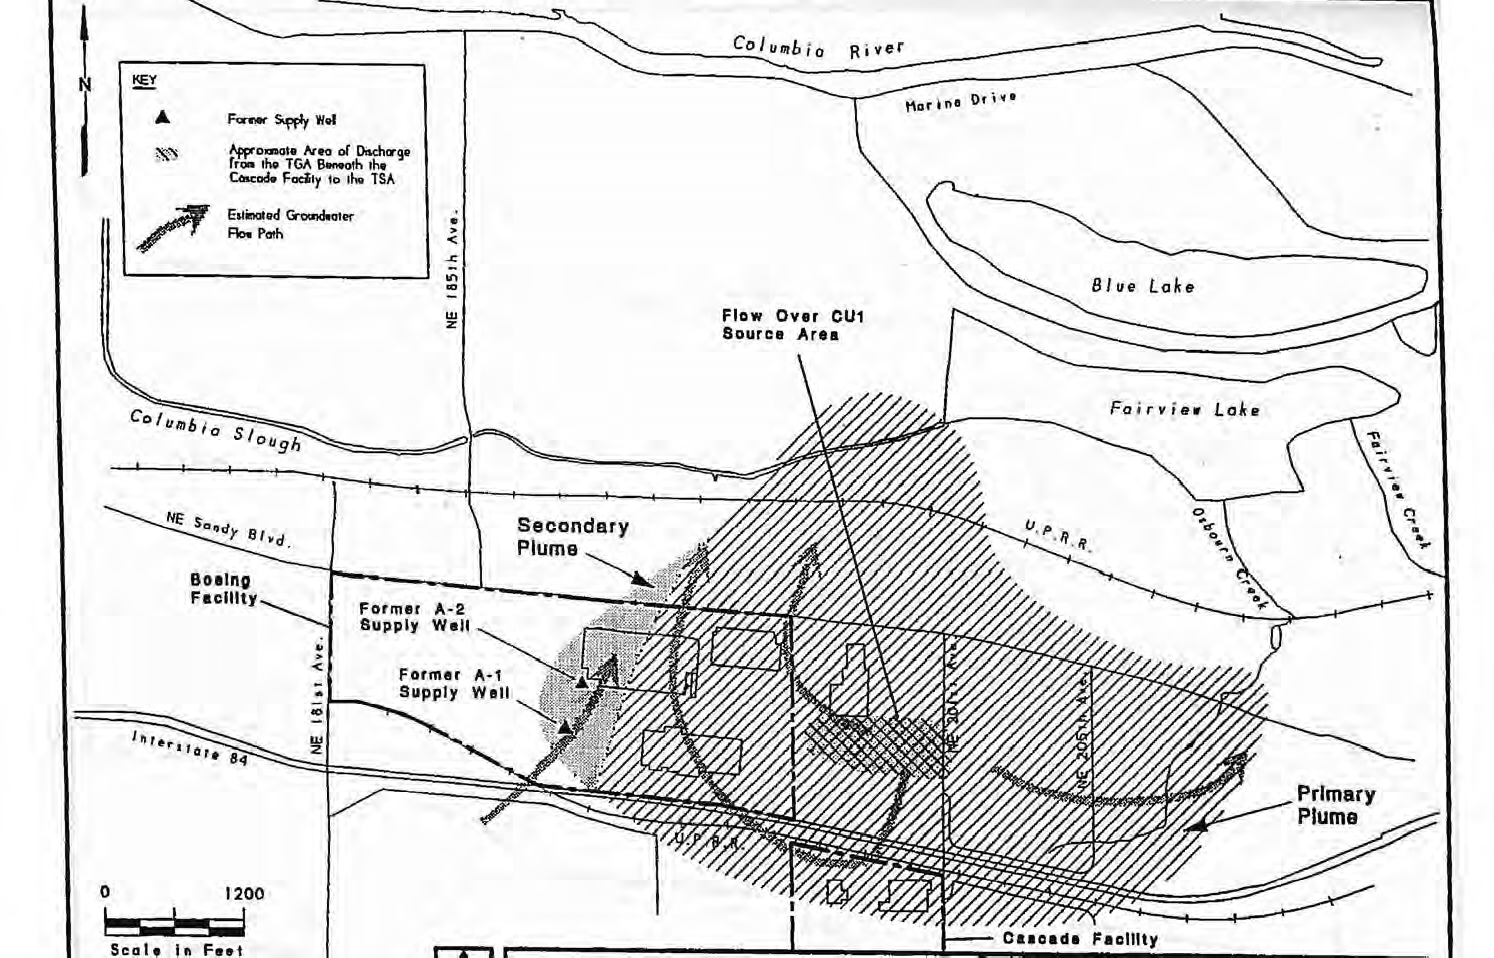 Columbia River
N
KEY
Former Supply Well
Approximate Area of Discharge
from the TGA Beneath the
Cascade Facility to the TSA
Estimated Groundwater
Flow Path
Marine Drive
NE 185th Ave.
Blue Lake
Flow Over CU1
Source Area
Fairview Lake
Columbia Slough
Fairview Creek
NE Sandy Blvd.
Secondary
Plume
U.P.R.R.
Osbourn Creek
Boeing
Facility
Former A-2
Supply Well
Former A-1
Supply Well
NE 181st Ave.
NE 201st Ave.
NE 205th Ave.
Interstate 84
Primary
Plume
U.P.R.R.
0 1200
Scale in Feet
Cascade Facility